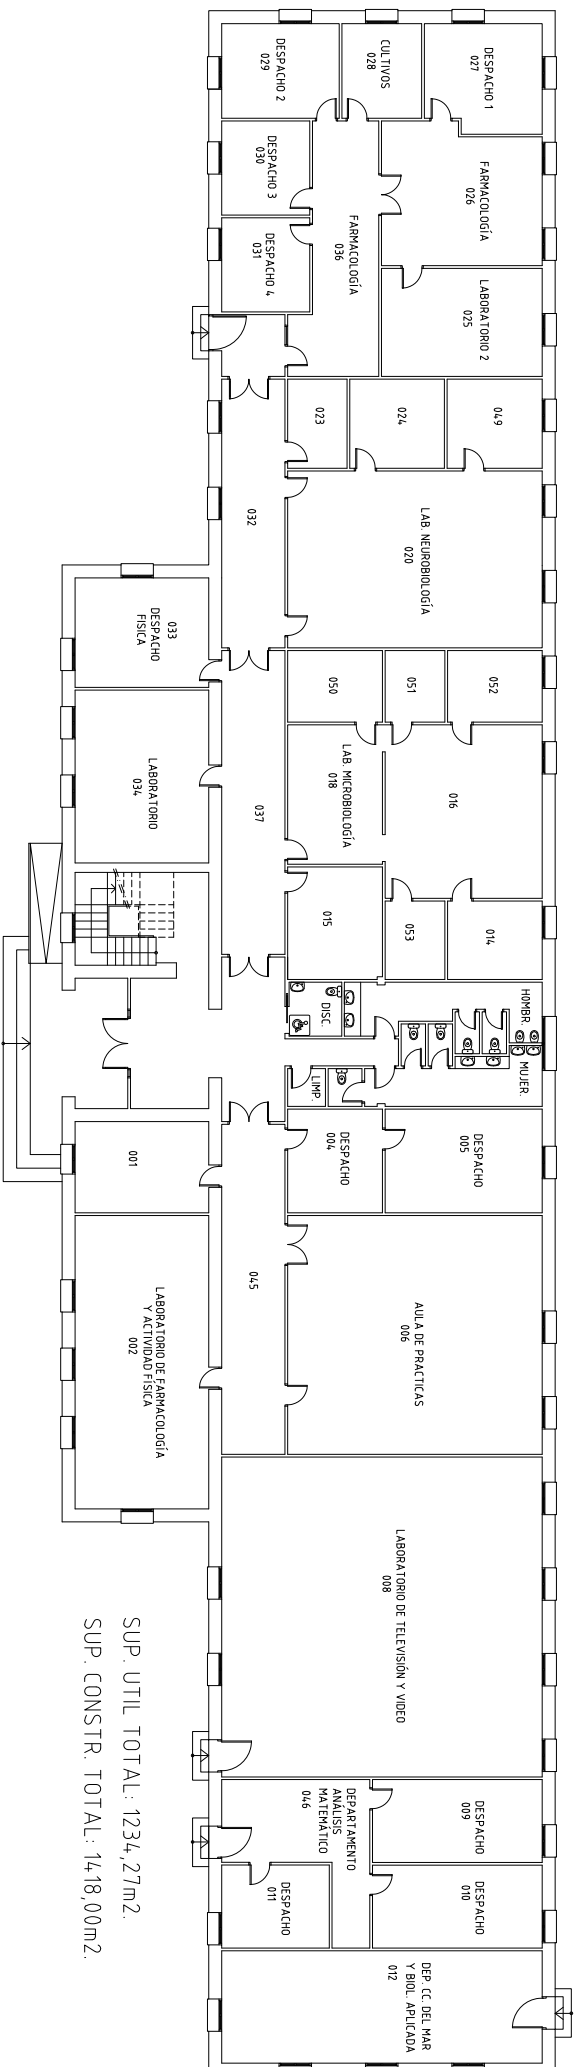 DESPACHO 2
029
CULTIVOS
028
DESPACHO 1
027
DESPACHO 3
030
FARMACOLOGÍA
026
DESPACHO 4
031
FARMACOLOGÍA
036
LABORATORIO 2
025
023
024
049
032
LAB. NEUROBIOLOGÍA
020
033
DESPACHO
FISICA
050
051
052
LABORATORIO
034
037
LAB. MICROBIOLOGÍA
018
016
015
053
014
DISC.
HOMBR.
LIMP.
MUJER.
001
DESPACHO
004
DESPACHO
005
045
AULA DE PRACTICAS
006
LABORATORIO DE FARMACOLOGÍA
Y ACTIVIDAD FÍSICA
002
LABORATORIO DE TELEVISIÓN Y VIDEO
008
DEPARTAMENTO
ANÁLISIS
MATEMÁTICO
046
DESPACHO
009
DESPACHO
010
DESPACHO
011
DEP. CC. DEL MAR
Y BIOL. APLICADA
012
SUP. UTIL TOTAL: 1234,27m2.
SUP. CONSTR. TOTAL: 1418,00m2.